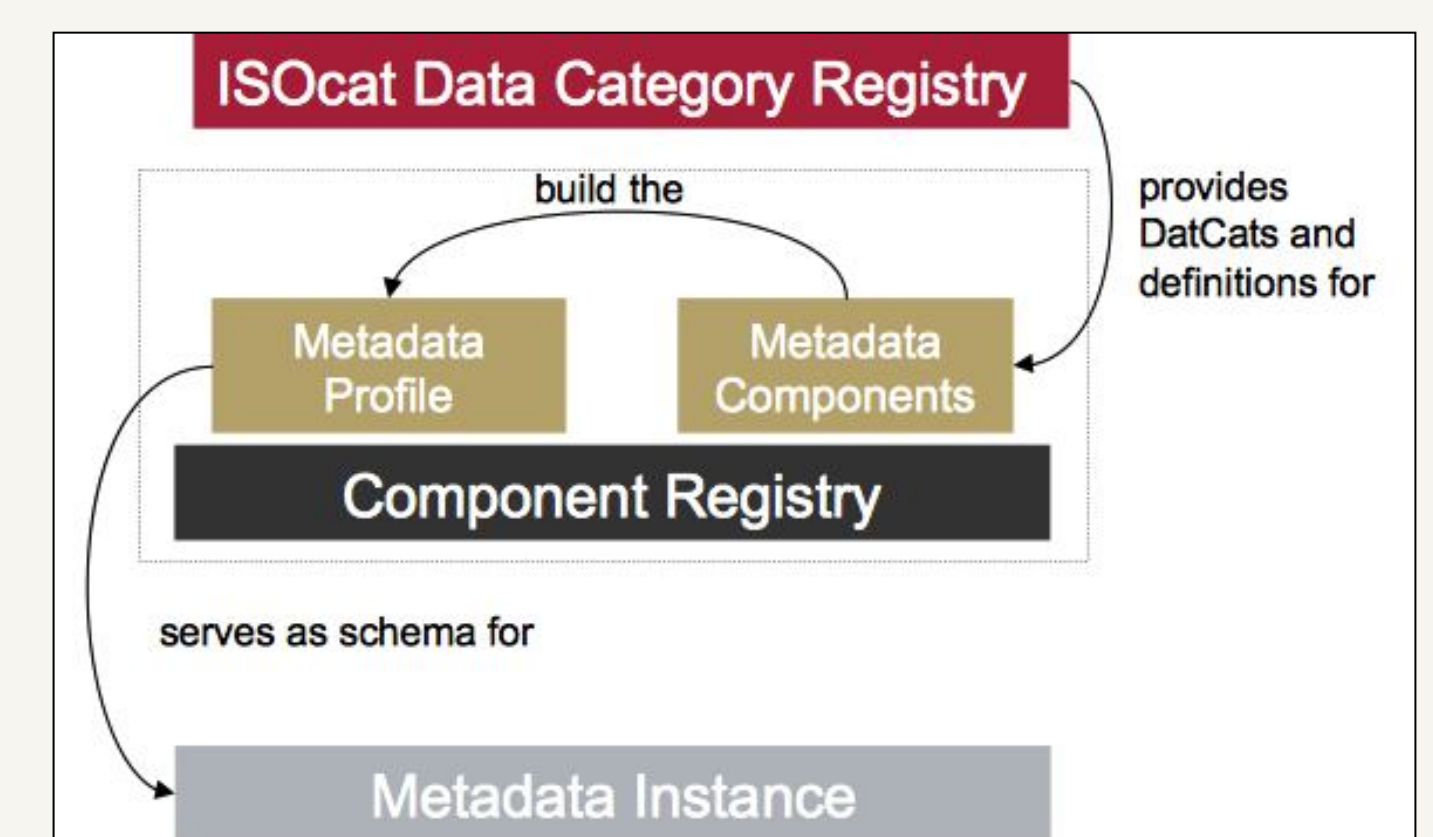 ISOcat Data Category Registry
build the
provides
DatCats and
definitions for
Metadata
Profile
Metadata
Components
Component Registry
serves as schema for
Metadata Instance